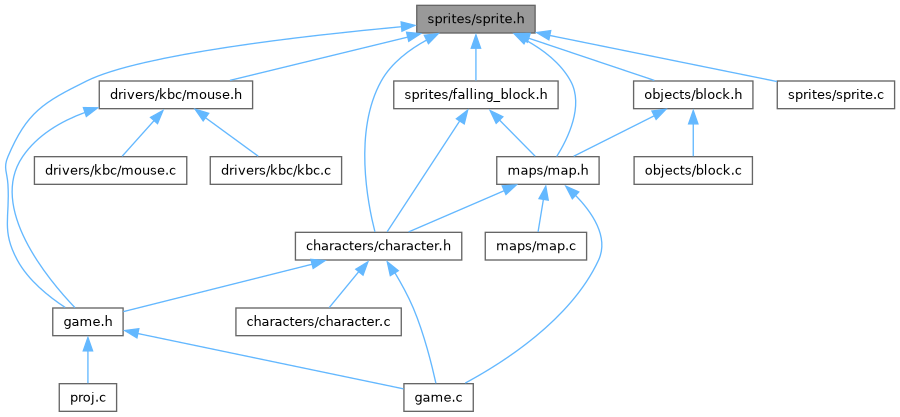 sprites/sprite.h
drivers/kbc/mouse.h
sprites/falling_block.h
objects/block.h
sprites/sprite.c
drivers/kbc/mouse.c
drivers/kbc/kbc.c
maps/map.h
objects/block.c
characters/character.h
maps/map.c
game.h
characters/character.c
proj.c
game.c